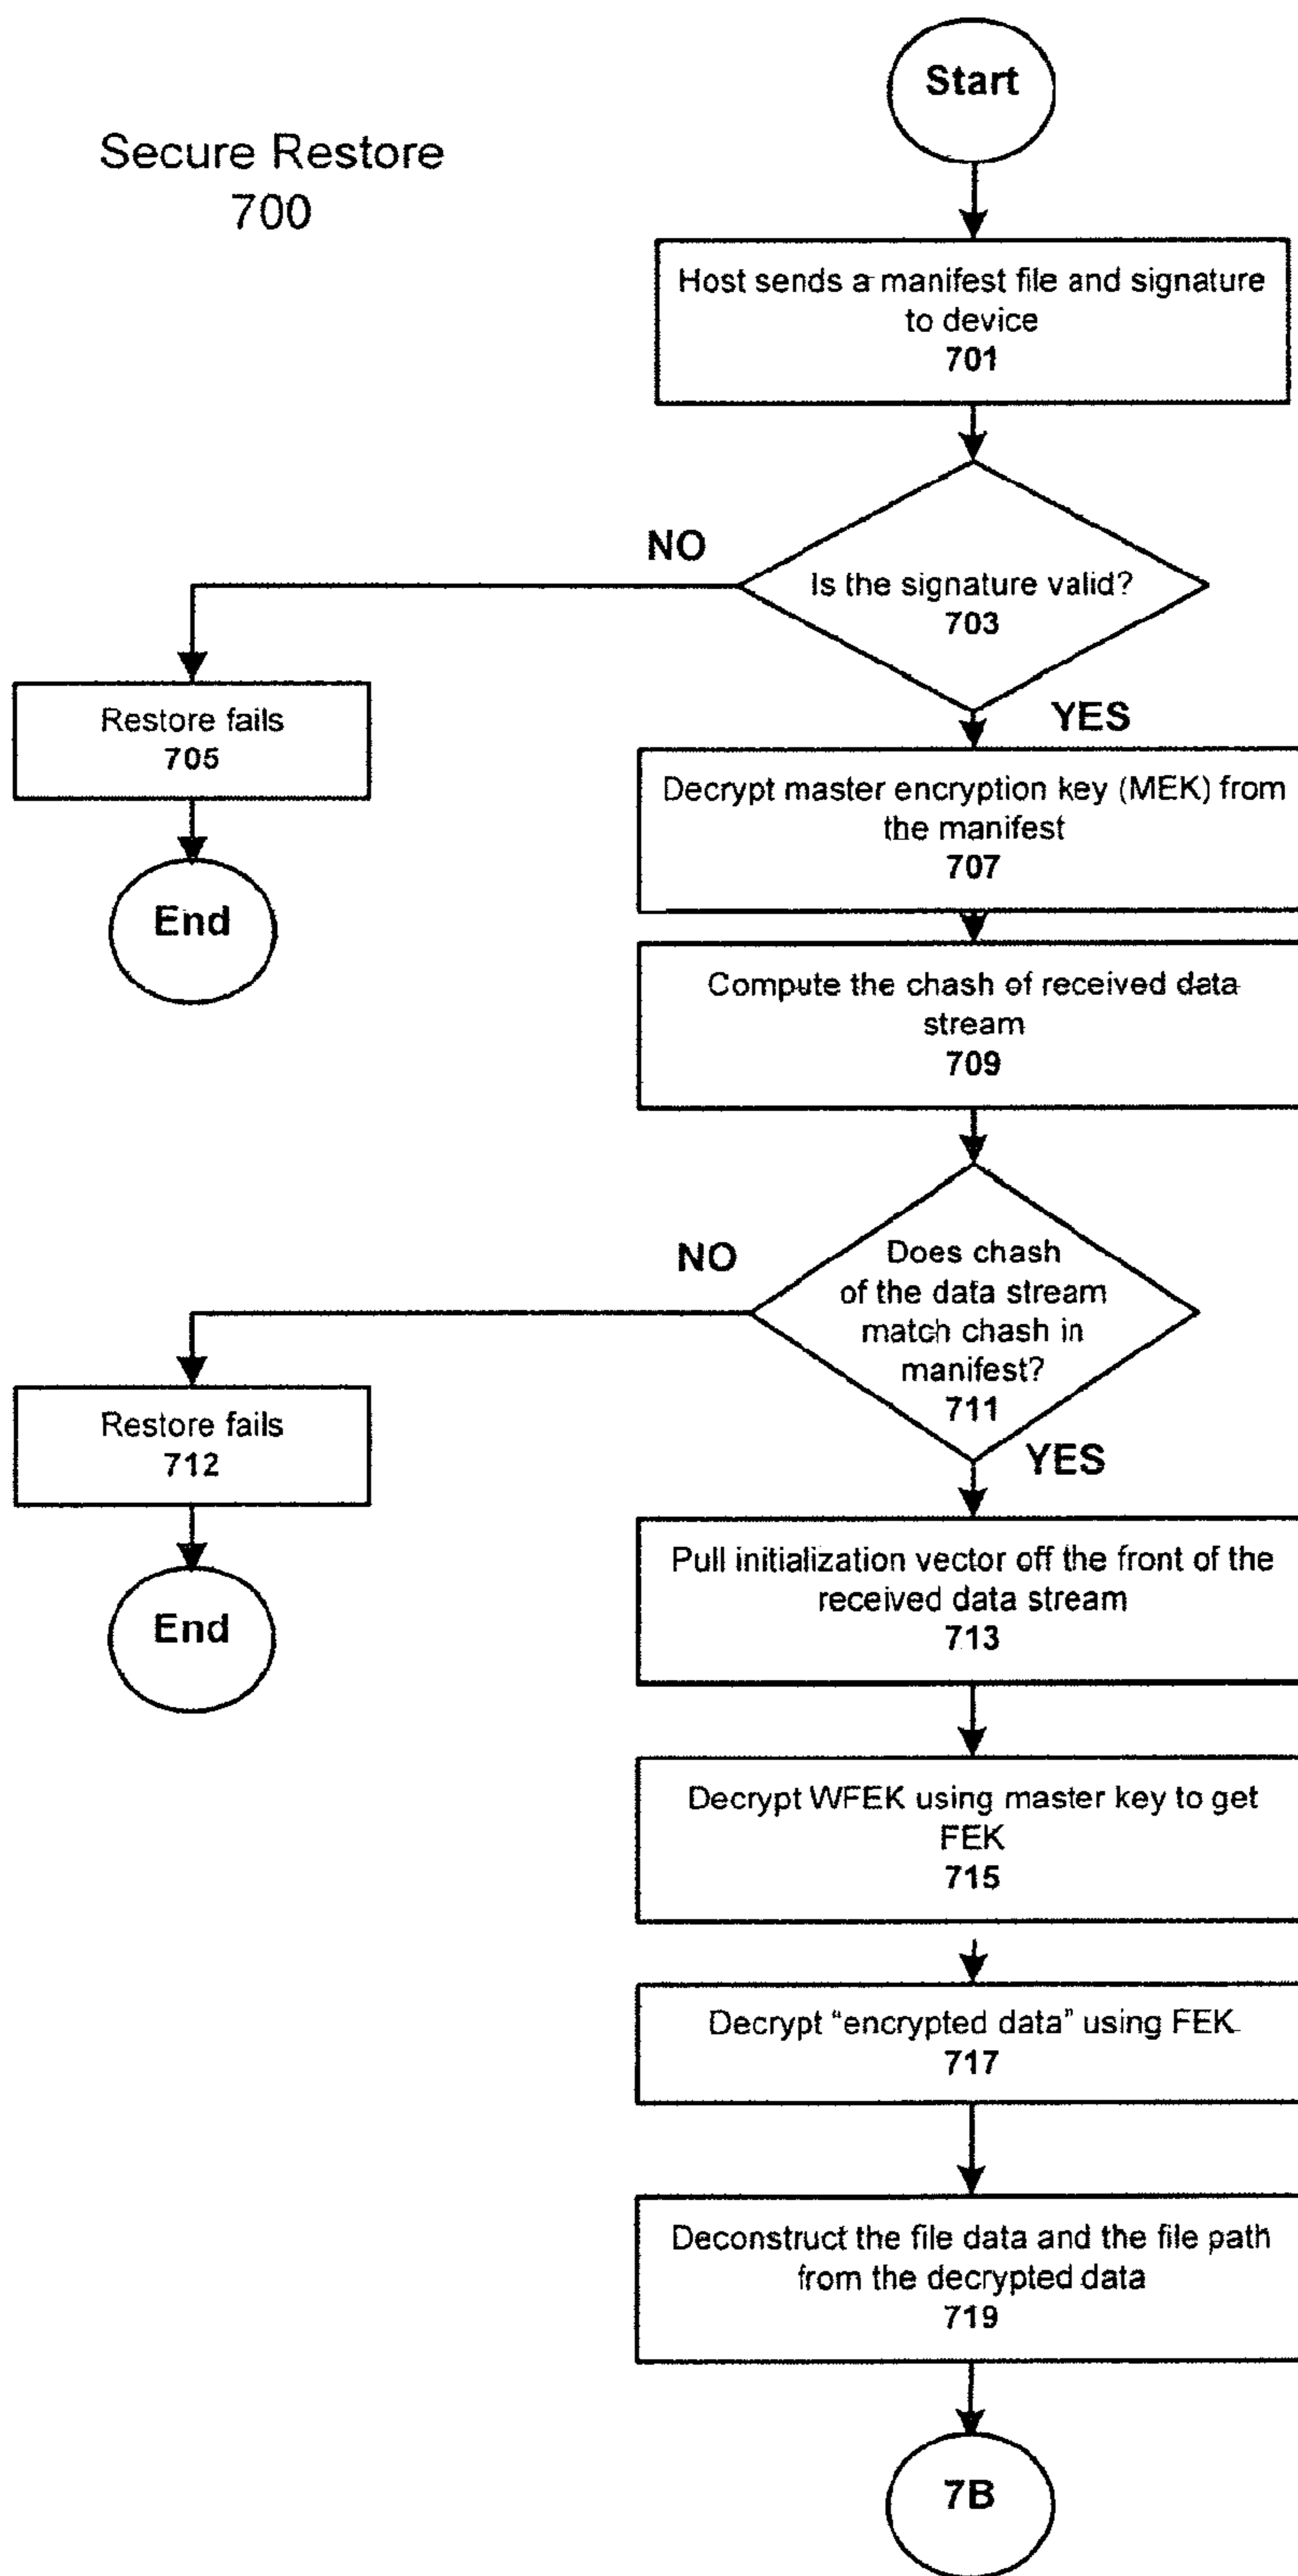 Start
Secure Restore
700
Host sends a manifest file and signature
to device
701
NO
Is the signature valid?
703
YES
Restore fails
705
Decrypt master encryption key (MEK) from
the manifest
707
End
Compute the chash of received data
stream
709
NO
Does chash
of the data stream
match chash in
manifest?
711
YES
Restore fails
712
Pull initialization vector off the front of the
received data stream
713
End
Decrypt WFEK using master key to get
FEK
715
Decrypt “encrypted data” using FEK
717
Deconstruct the file data and the file path
from the decrypted data
719
7B